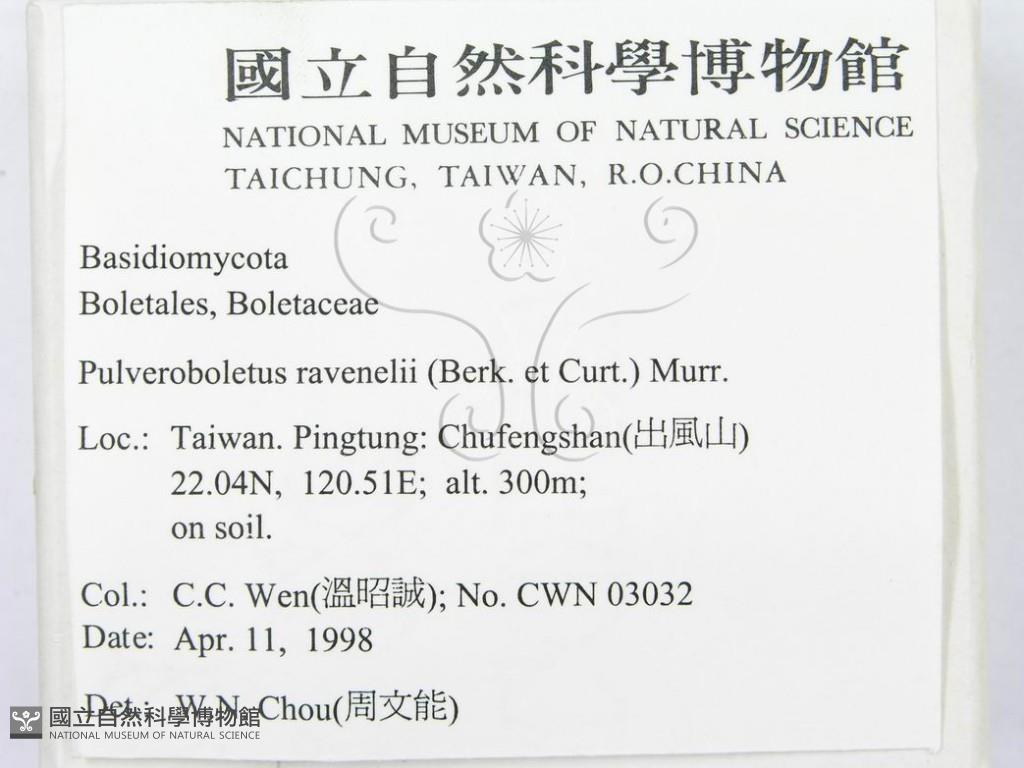 國立自然科學博物館
NATIONAL MUSEUM OF NATURAL SCIENCE
TAICHUNG, TAIWAN, R.O.CHINA
Basidiomycota
Boletales, Boletaceae
Pulveroboletus ravenelii (Berk. et Curt.) Murr.
Loc.: Taiwan. Pingtung: Chufengshan(出風山)
22.04N, 120.51E; alt. 300m;
on soil.
Col.: C.C. Wen(溫昭誠); No. CWN 03032
Date: Apr. 11, 1998
Det.: W.N. Chou(周文能)
國立自然科學博物館
NATIONAL MUSEUM OF NATURAL SCIENCE